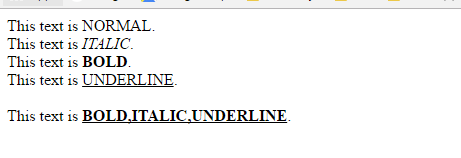 This text is NORMAL.
This text is ITALIC.
This text is BOLD.
This text is UNDERLINE.
This text is BOLD,ITALIC,UNDERLINE.